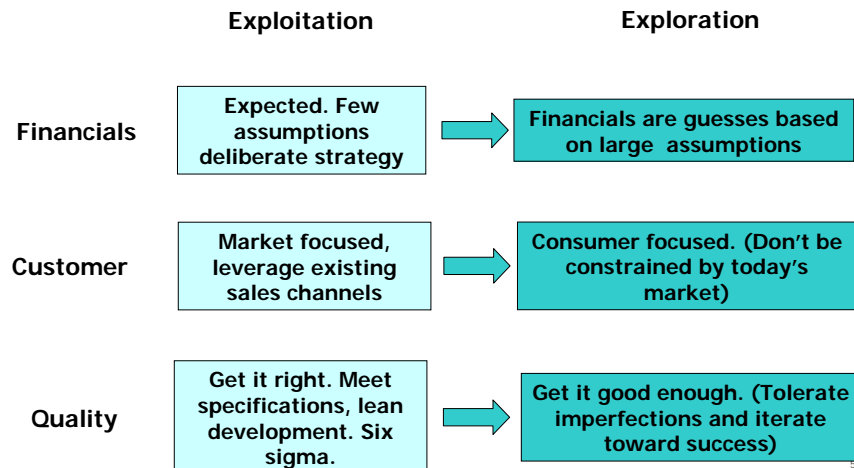 Exploitation
Exploration
Financials
Expected. Few
assumptions
deliberate strategy
Financials are guesses based
on large assumptions
Customer
Market focused,
leverage existing
sales channels
Consumer focused. (Don't be
constrained by today's
market)
Quality
Get it right. Meet
specifications, lean
development. Six
sigma.
Get it good enough. (Tolerate
imperfections and iterate
toward success)